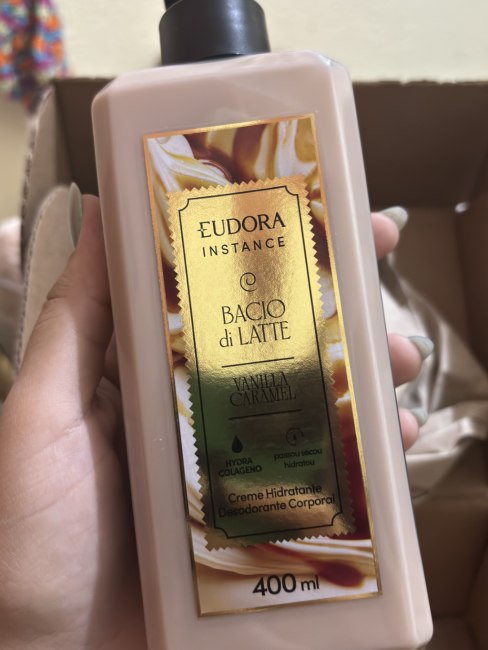 EUDORA
INSTANCE
BACIO
di LATTE
VANILLA
CARAMEL
HYDRA
COLÁGENO
passou secou
hidratou
Creme Hidratante
Desodorante Corporal
400 ml